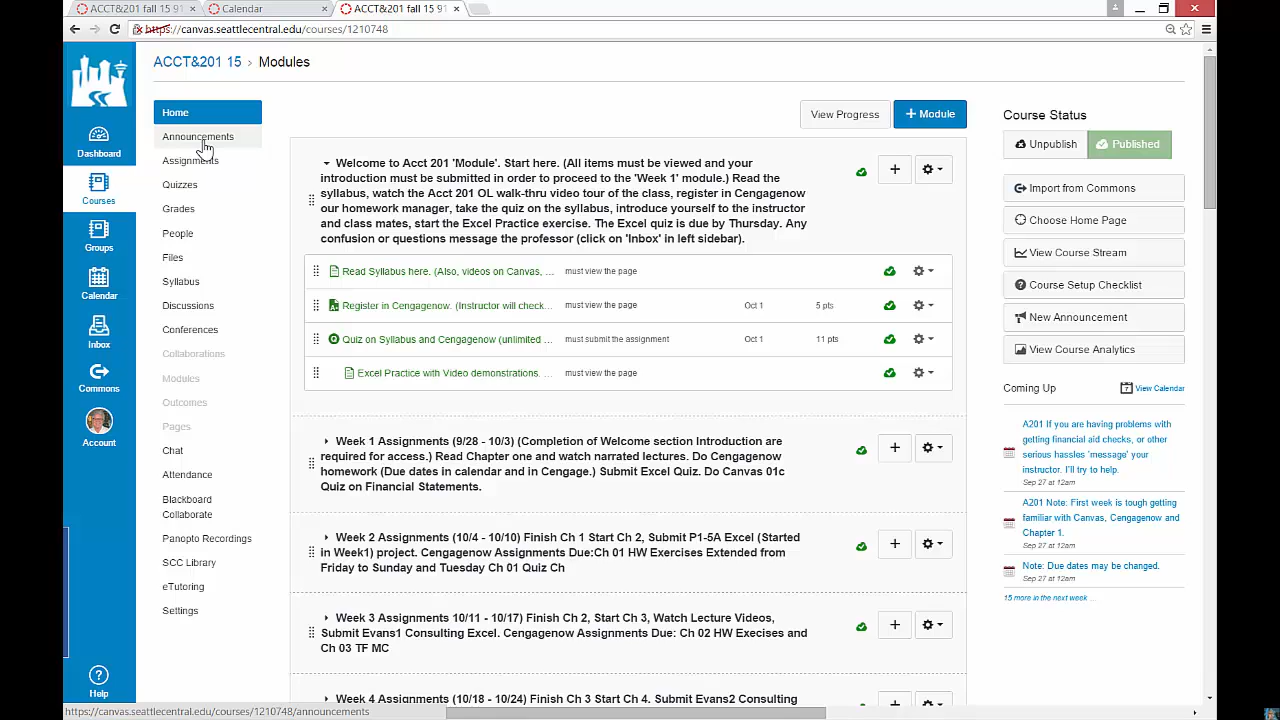 ACCT&201 fall 15 91
Calendar
ACCT&201 fall 15 91
https://canvas.seattlecentral.edu/courses/1210748
ACCT&201 15 › Modules
Dashboard
Courses
Groups
Calendar
Inbox
Commons
Account
Help
Home
Announcements
Assignments
Quizzes
Grades
People
Files
Syllabus
Discussions
Conferences
Collaborations
Modules
Outcomes
Pages
Chat
Attendance
Blackboard
Collaborate
Panopto Recordings
SCC Library
eTutoring
Settings
View Progress
+ Module
Welcome to Acct 201 'Module'. Start here. (All items must be viewed and your
introduction must be submitted in order to proceed to the 'Week 1' module.) Read the
syllabus, watch the Acct 201 OL walk-thru video tour of the class, register in Cengagenow
our homework manager, take the quiz on the syllabus, introduce yourself to the instructor
and class mates, start the Excel Practice exercise. The Excel quiz is due by Thursday. Any
confusion or questions message the professor (click on 'Inbox' in left sidebar).
Read Syllabus here. (Also, videos on Canvas, ... must view the page
Register in Cengagenow. (Instructor will check... must view the page Oct 1 5 pts
Quiz on Syllabus and Cengagenow (unlimited ... must submit the assignment Oct 1 11 pts
Excel Practice with Video demonstrations. ... must view the page
Week 1 Assignments (9/28 - 10/3) (Completion of Welcome section Introduction are
required for access.) Read Chapter one and watch narrated lectures. Do Cengagenow
homework (Due dates in calendar and in Cengage.) Submit Excel Quiz. Do Canvas 01c
Quiz on Financial Statements.
Week 2 Assignments (10/4 - 10/10) Finish Ch 1 Start Ch 2, Submit P1-5A Excel (Started
in Week1) project. Cengagenow Assignments Due:Ch 01 HW Exercises Extended from
Friday to Sunday and Tuesday Ch 01 Quiz Ch
Week 3 Assignments 10/11 - 10/17) Finish Ch 2, Start Ch 3, Watch Lecture Videos,
Submit Evans1 Consulting Excel. Cengagenow Assignments Due: Ch 02 HW Execises and
Ch 03 TF MC
Week 4 Assignments (10/18 - 10/24) Finish Ch 3 Start Ch 4. Submit Evans2 Consulting
Course Status
Unpublish
Published
Import from Commons
Choose Home Page
View Course Stream
Course Setup Checklist
New Announcement
View Course Analytics
Coming Up
7 View Calendar
A201 If you are having problems with
getting financial aid checks, or other
serious hassles 'message' your
instructor. I'll try to help.
Sep 27 at 12am
A201 Note: First week is tough getting
familiar with Canvas, Cengagenow and
Chapter 1.
Sep 27 at 12am
Note: Due dates may be changed.
Sep 27 at 12am
15 more in the next week ...
https://canvas.seattlecentral.edu/courses/1210748/announcements